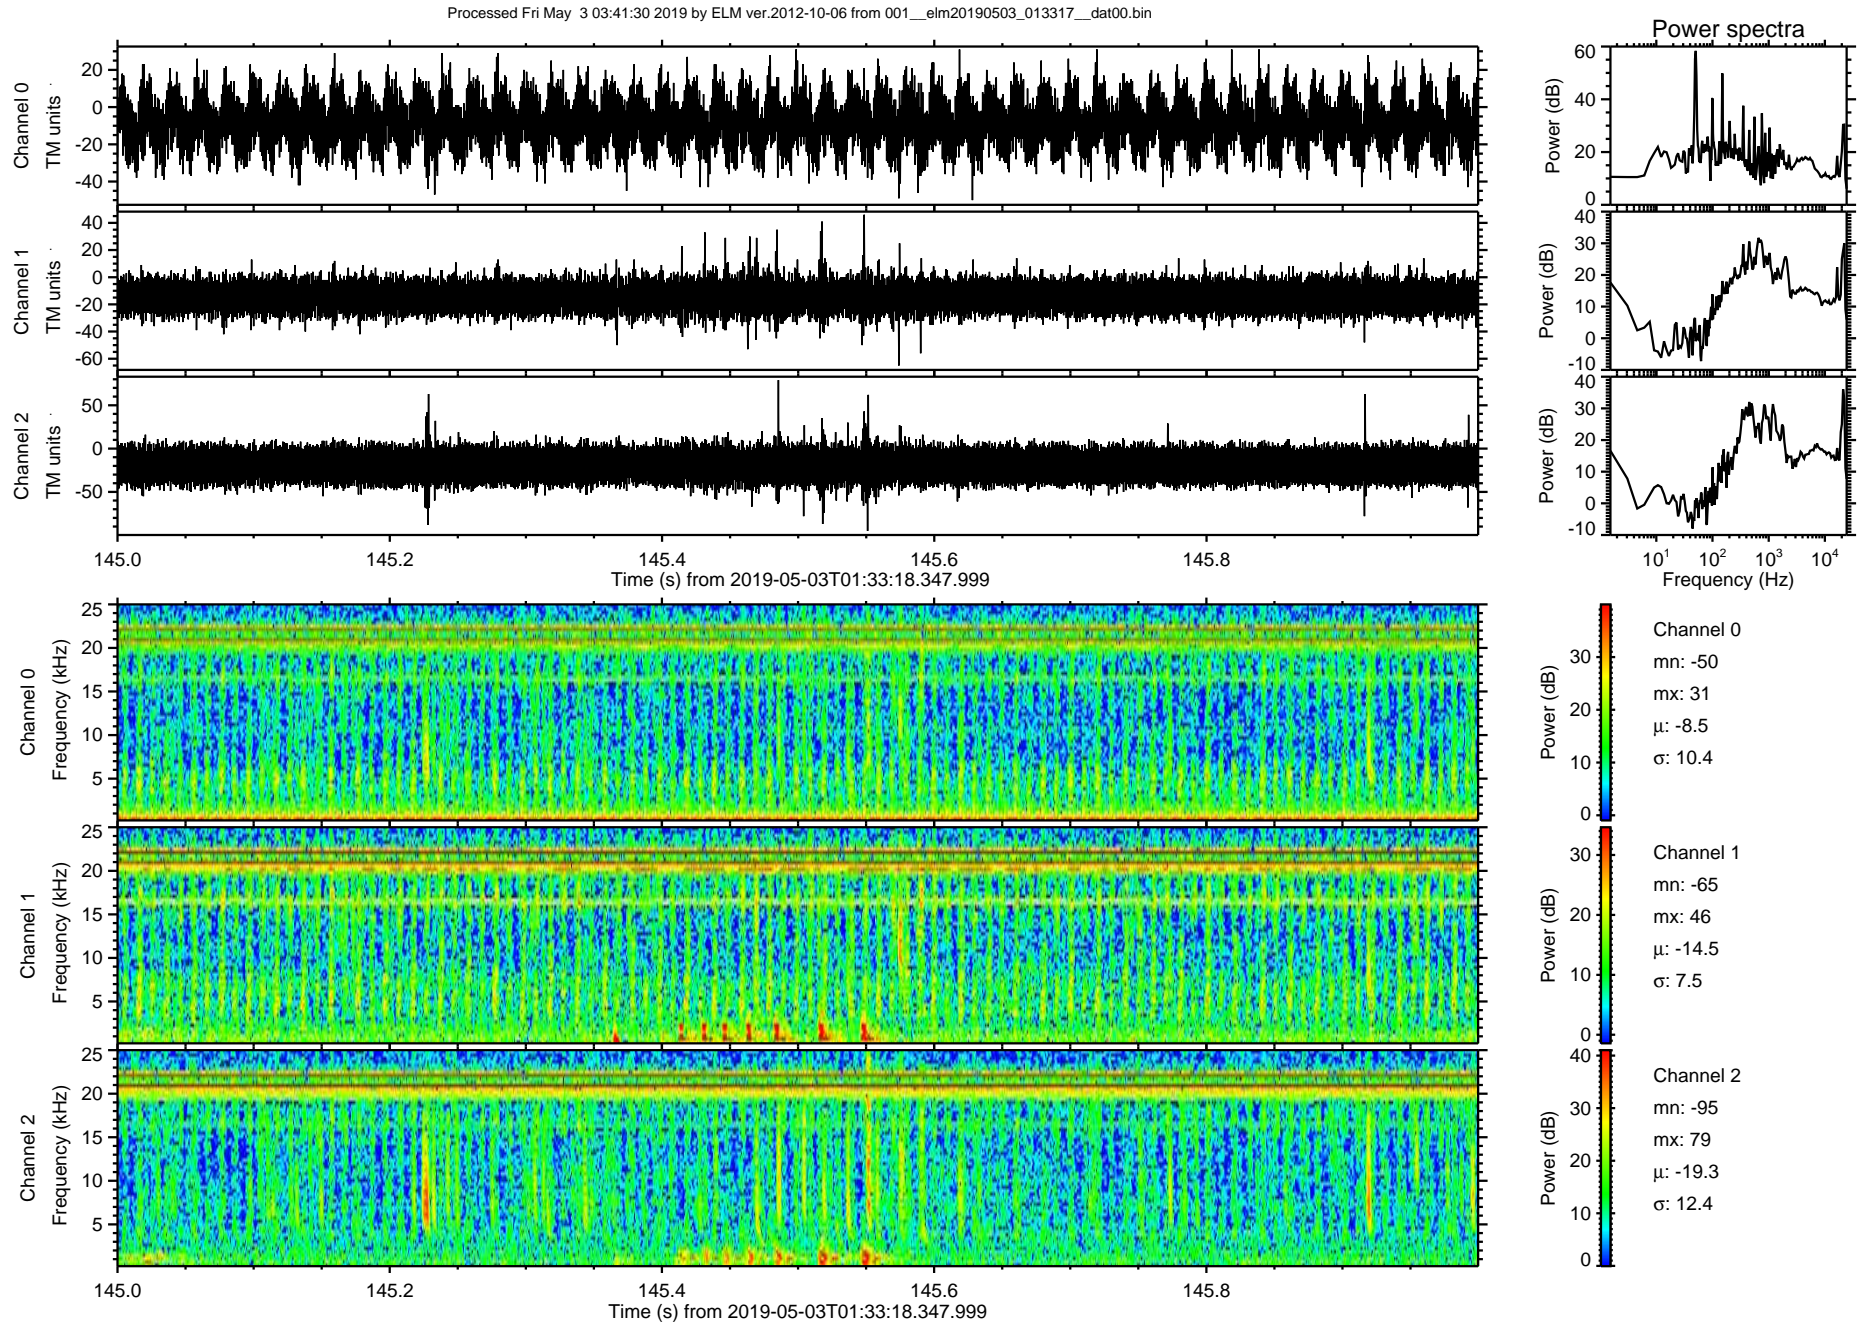 Processed Fri May  3 03:41:30 2019 by ELM ver.2012-10-06 from 001__elm20190503_013317__dat00.bin
Power spectra
Channel 0
TM units
20
0
-20
-40
Power (dB)
60
40
20
0
Channel 1
TM units
40
20
0
-20
-40
-60
Power (dB)
40
30
20
10
0
-10
Channel 2
TM units
50
0
-50
Power (dB)
40
30
20
10
0
-10
145.0 145.2 145.4 145.6 145.8
Time (s) from 2019-05-03T01:33:18.347.999
10^1 10^2 10^3 10^4
Frequency (Hz)
Channel 0
Frequency (kHz)
25
20
15
10
5
Power (dB)
30
20
10
0
Channel 0
mn: -50
mx: 31
μ: -8.5
σ: 10.4
Channel 1
Frequency (kHz)
25
20
15
10
5
Power (dB)
30
20
10
0
Channel 1
mn: -65
mx: 46
μ: -14.5
σ: 7.5
Channel 2
Frequency (kHz)
25
20
15
10
5
Power (dB)
40
30
20
10
0
Channel 2
mn: -95
mx: 79
μ: -19.3
σ: 12.4
145.0 145.2 145.4 145.6 145.8
Time (s) from 2019-05-03T01:33:18.347.999